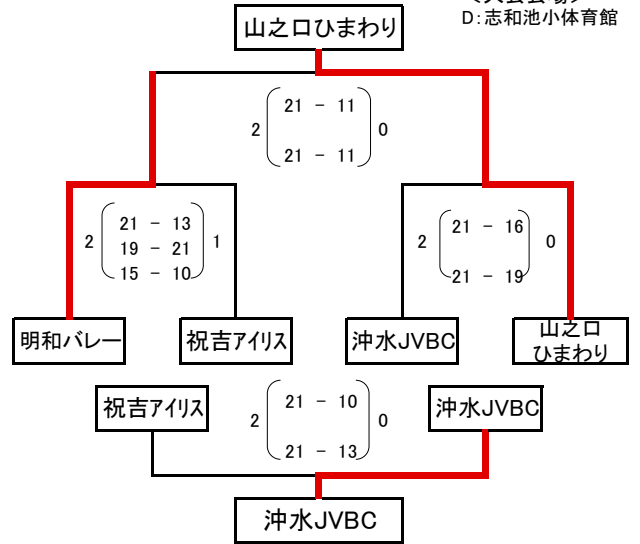 D:志和池小体育館
山之口ひまわり
2 21 - 11 0
21 - 11
2 21 - 13 1
19 - 21
15 - 10
2 21 - 16 0
21 - 19
明和バレー
祝吉アイリス
沖水JVBC
山之口
ひまわり
祝吉アイリス
2 21 - 10 0
21 - 13
沖水JVBC
沖水JVBC